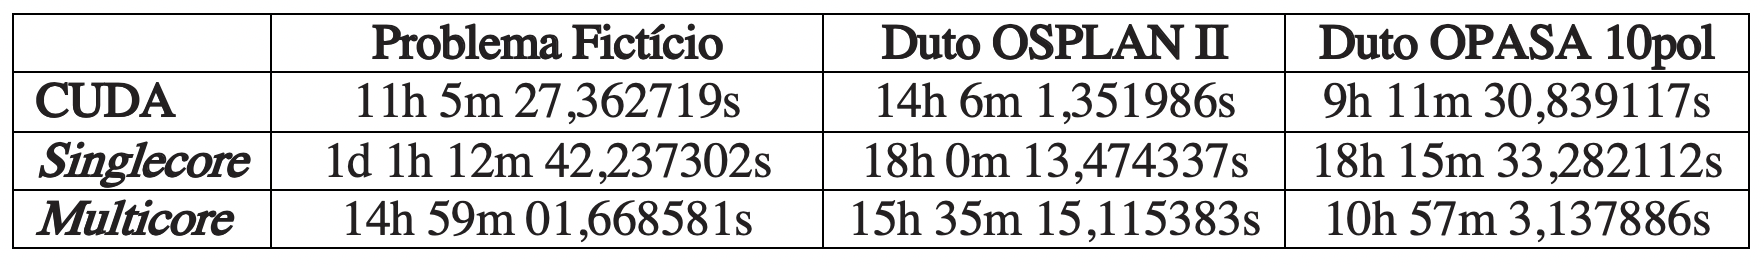 Problema Fictício Duto OSPLAN II Duto OPASA 10pol
CUDA 11h 5m 27,362719s 14h 6m 1,351986s 9h 11m 30,839117s
Singlecore 1d 1h 12m 42,237302s 18h 0m 13,474337s 18h 15m 33,282112s
Multicore 14h 59m 01,668581s 15h 35m 15,115383s 10h 57m 3,137886s